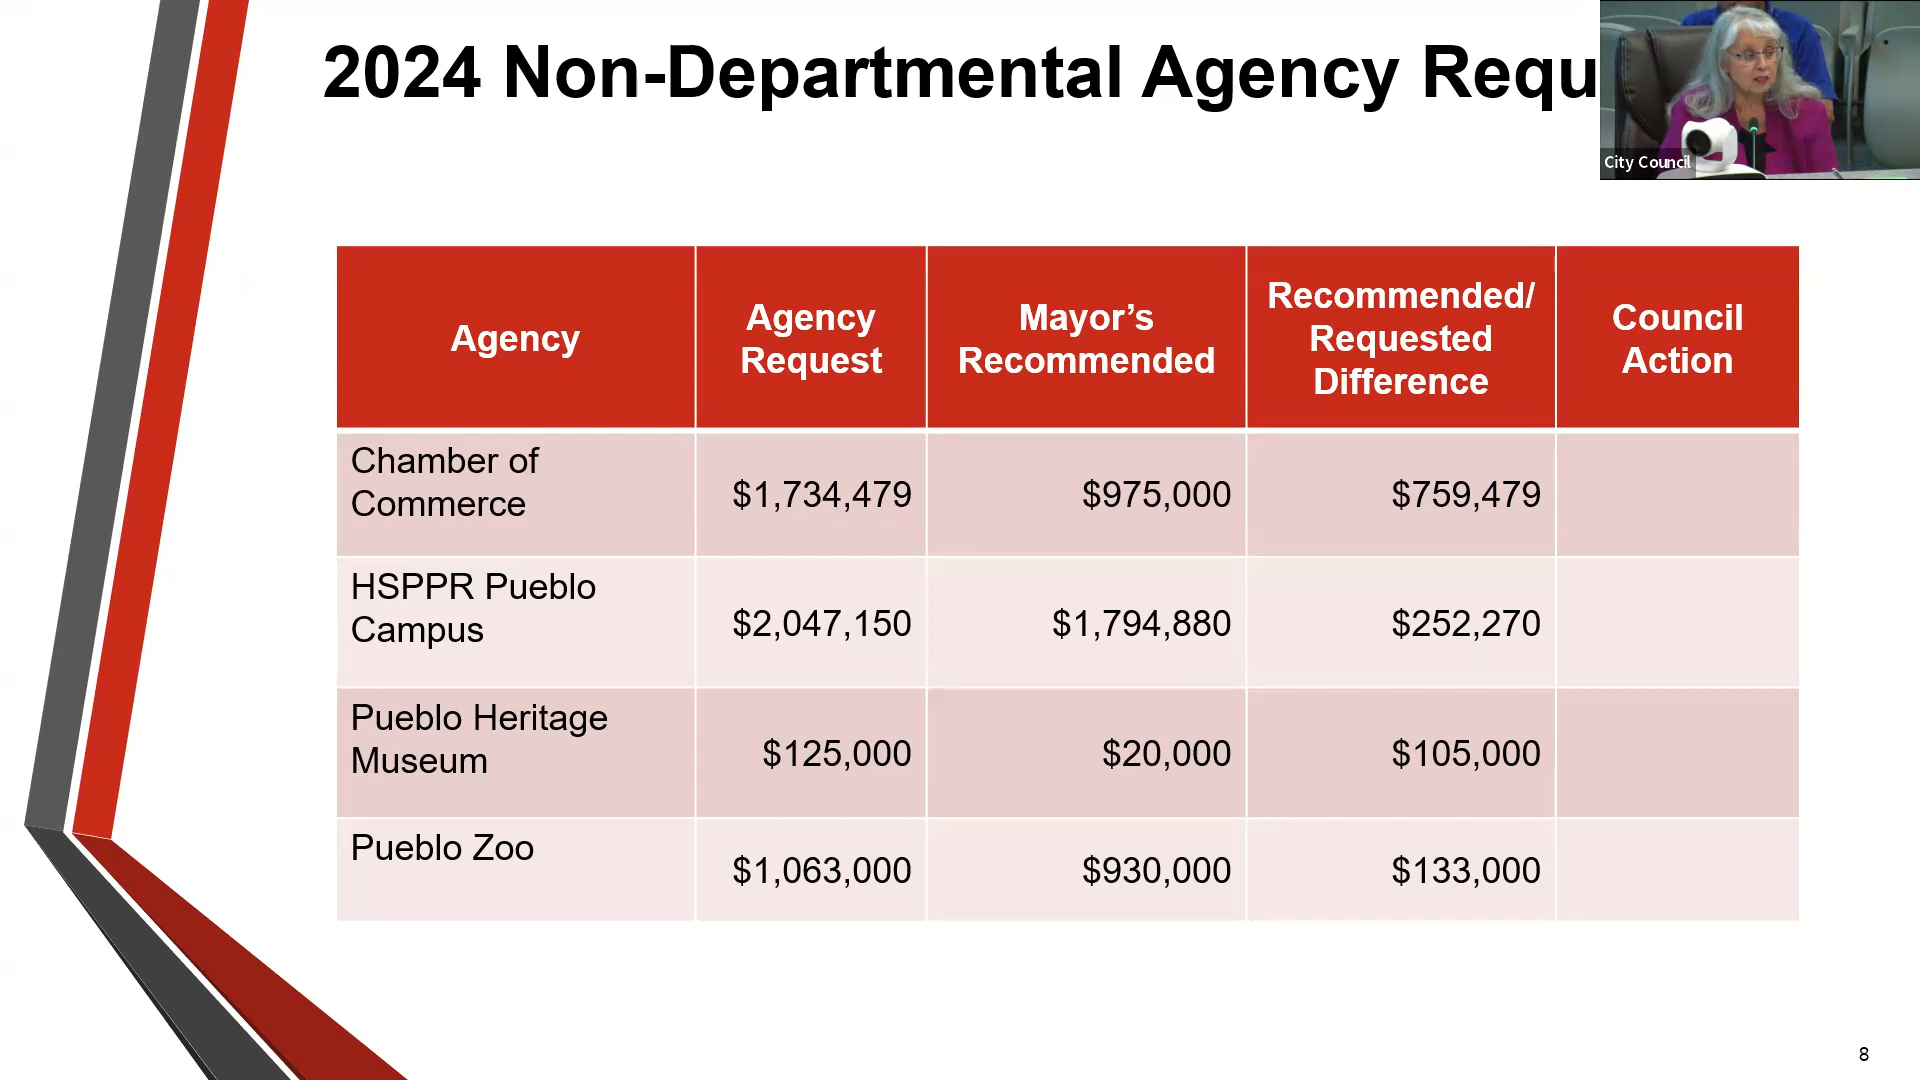 2024 Non-Departmental Agency Requ
City Council
Agency
Agency
Request
Mayor’s
Recommended
Recommended/
Requested
Difference
Council
Action
Chamber of
Commerce
$1,734,479
$975,000
$759,479
HSPPR Pueblo
Campus
$2,047,150
$1,794,880
$252,270
Pueblo Heritage
Museum
$125,000
$20,000
$105,000
Pueblo Zoo
$1,063,000
$930,000
$133,000
8